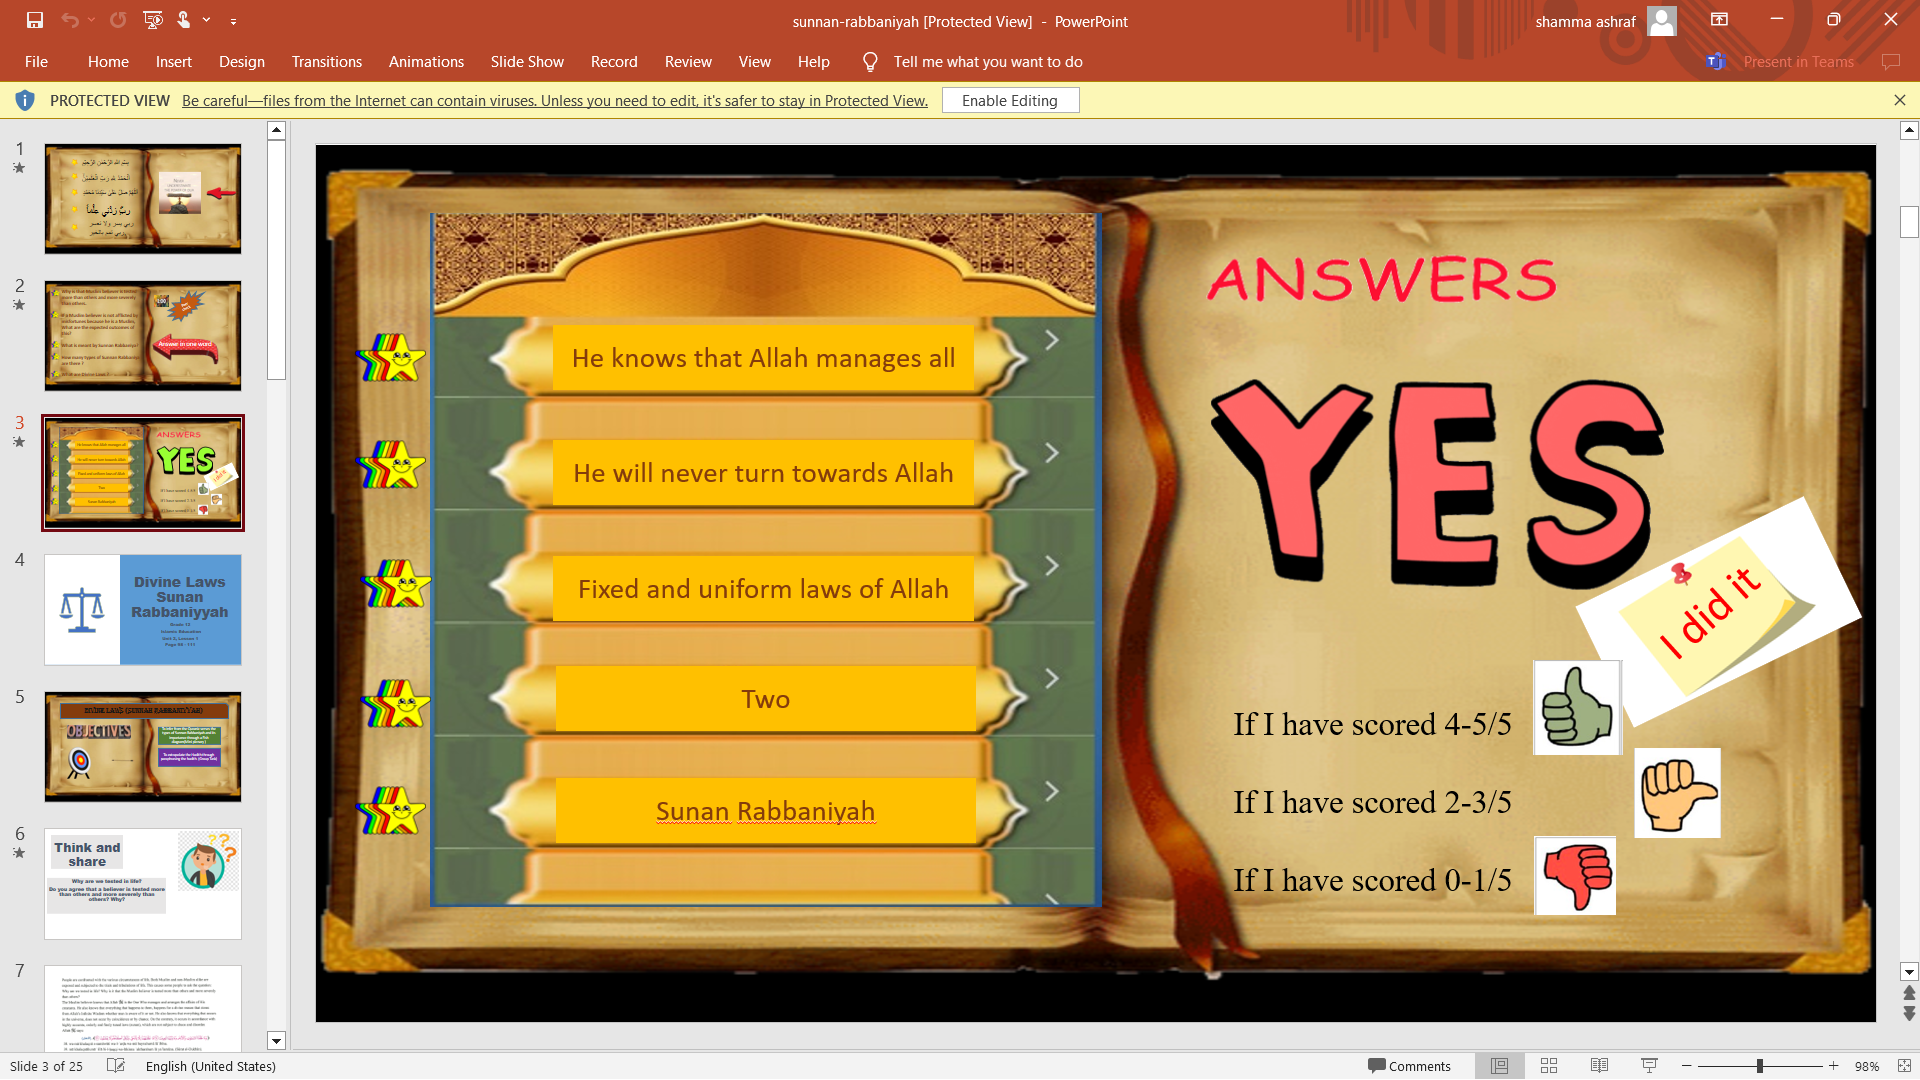 sunnan-rabbaniyah [Protected View] - PowerPoint
shamma ashraf
File Home Insert Design Transitions Animations Slide Show Record Review View Help Tell me what you want to do
Present in Teams
PROTECTED VIEW Be careful—files from the Internet can contain viruses. Unless you need to edit, it's safer to stay in Protected View. Enable Editing
1
2
Answer in one word
3
4
Divine Laws
Sunan
Rabbaniyyah
5
OBJECTIVES
6
Think and
share
Why are we tested in life?
Do you agree that a believer is tested more
than others and more severely than
others? Why?
7
He knows that Allah manages all
He will never turn towards Allah
Fixed and uniform laws of Allah
Two
Sunan Rabbaniyah
ANSWERS
YES
I did it
If I have scored 4-5/5
If I have scored 2-3/5
If I have scored 0-1/5
Slide 3 of 25 English (United States) Comments 98%